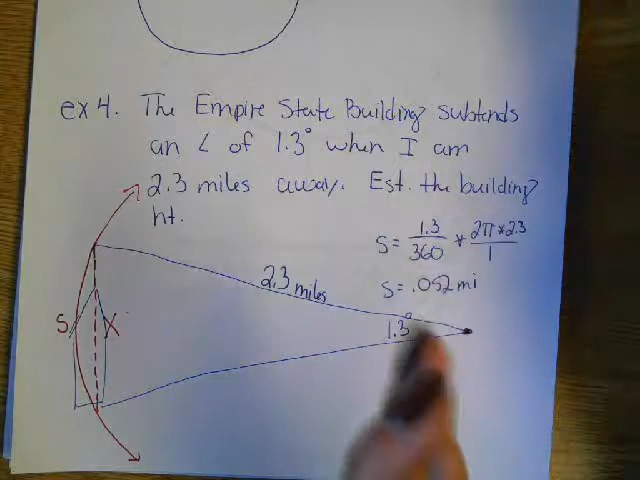 ex 4. The Empire State Building subtends
an ∠ of 1.3° when I am
2.3 miles away. Est. the building
ht.
S = 1.3/360 * 2π*2.3/1
S = .052 mi
2.3 miles
S X
1.3°